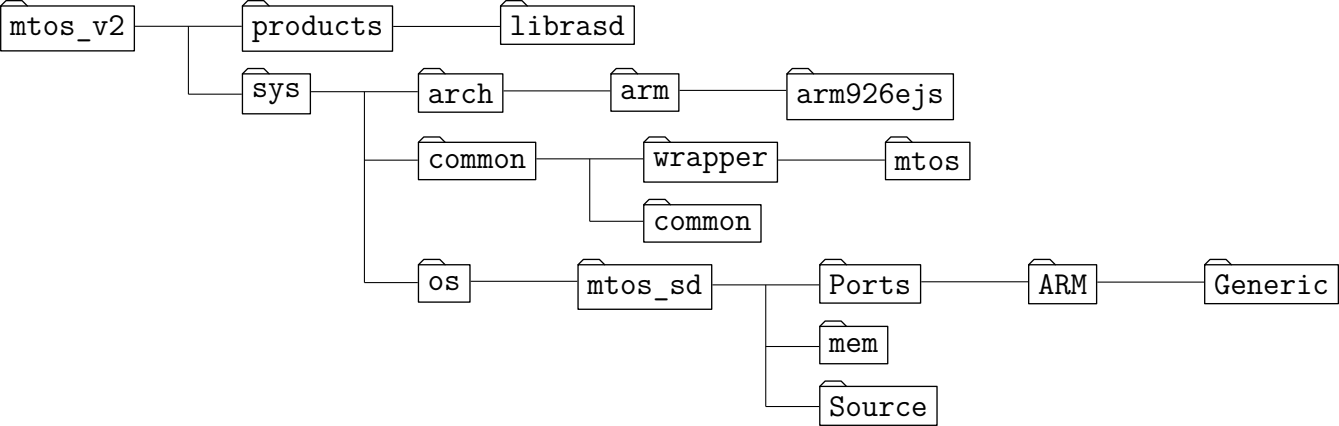 mtos_v2 products librasd
sys arch arm arm926ejs
common wrapper mtos
common
os mtos_sd Ports ARM Generic
mem
Source